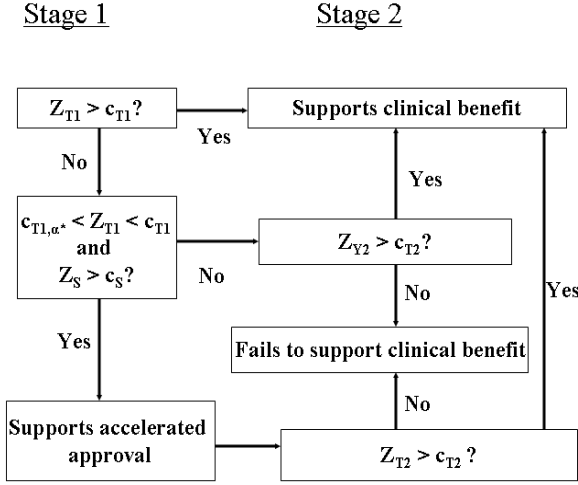 Stage 1
Stage 2
Z_T1 > c_T1?
Yes
Supports clinical benefit
No
c_T1,α* < Z_T1 < c_T1
and
Z_S > c_S?
No
Yes
Z_Y2 > c_T2?
Yes
No
Fails to support clinical benefit
Yes
Supports accelerated
approval
No
Z_T2 > c_T2 ?